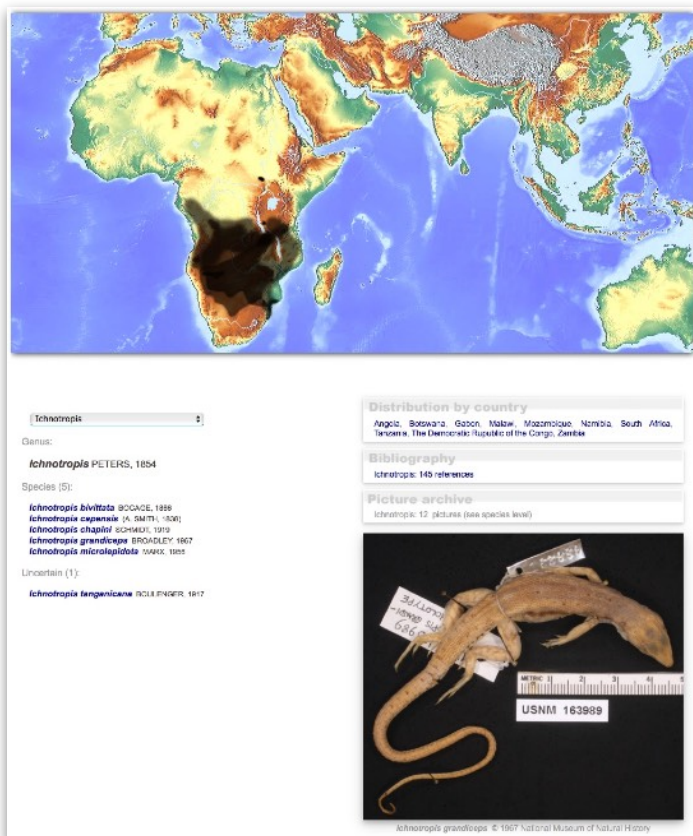 Ichnotropis
Genus:
Ichnotropis PETERS, 1854
Species (5):
Ichnotropis bivittata BOCAGE, 1866
Ichnotropis capensis (A. SMITH, 1838)
Ichnotropis chapini SCHMIDT, 1919
Ichnotropis grandiceps BROADLEY, 1967
Ichnotropis microlepidota MARX, 1956
Uncertain (1):
Ichnotropis tanganicana BOULENGER, 1917
Distribution by country
Angola, Botswana, Gabon, Malawi, Mozambique, Namibia, South Africa,
Tanzania, The Democratic Rupublic of the Congo, Zambia
Bibliography
Ichnotropis: 145 references
Picture archive
Ichnotropis: 12 pictures (see species level)
METRIC 1 2 3 4 5
USNM 163989
Ichnotropis grandiceps © 1967 National Museum of Natural History